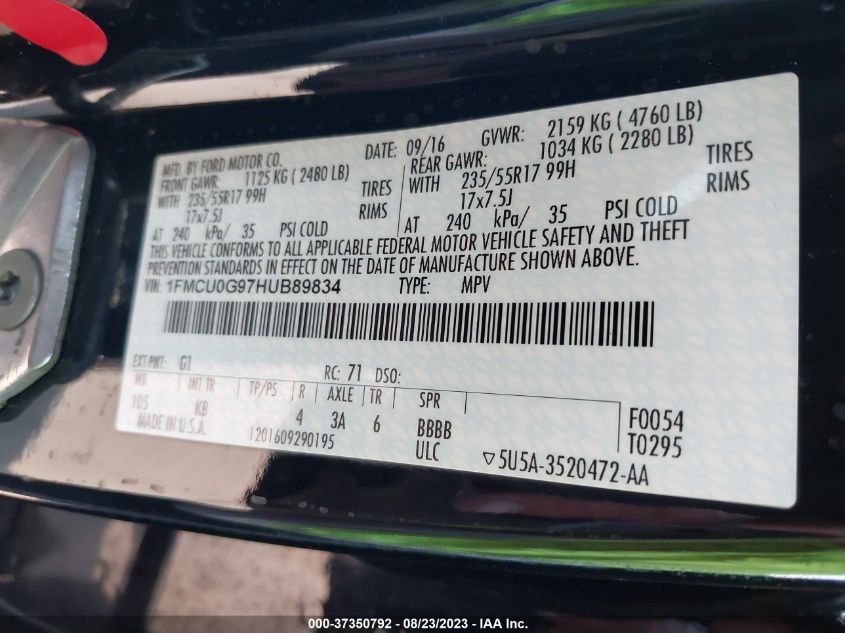 MFD. BY FORD MOTOR CO. DATE: 09/16 GVWR: 2159 KG ( 4760 LB)
FRONT GAWR: 1125 KG ( 2480 LB) REAR GAWR: 1034 KG ( 2280 LB)
WITH 235/55R17 99H TIRES WITH 235/55R17 99H TIRES
17x7.5J RIMS 17x7.5J RIMS
AT 240 kPa/ 35 PSI COLD AT 240 kPa/ 35 PSI COLD
THIS VEHICLE CONFORMS TO ALL APPLICABLE FEDERAL MOTOR VEHICLE SAFETY AND THEFT
PREVENTION STANDARDS IN EFFECT ON THE DATE OF MANUFACTURE SHOWN ABOVE.
VIN: 1FMCU0G97HUB89834 TYPE: MPV
EXT PNT: G1 RC: 71 DSO:
WB INT TR TP/PS R AXLE TR SPR
105 KB 4 3A 6 BBBB F0054
MADE IN U.S.A. 1201609290195 ULC T0295
▽5U5A-3520472-AA
000-37350792 - 08/23/2023 - IAA Inc.